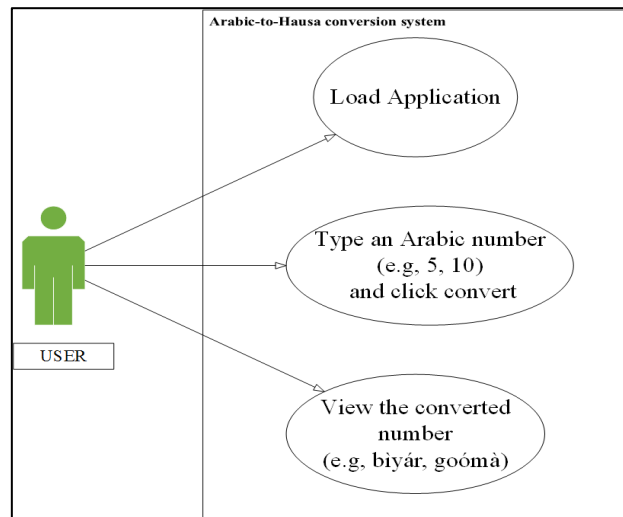 Arabic-to-Hausa conversion system
Load Application
Type an Arabic number
(e.g, 5, 10)
and click convert
USER
View the converted
number
(e.g, bìyár, goómà)